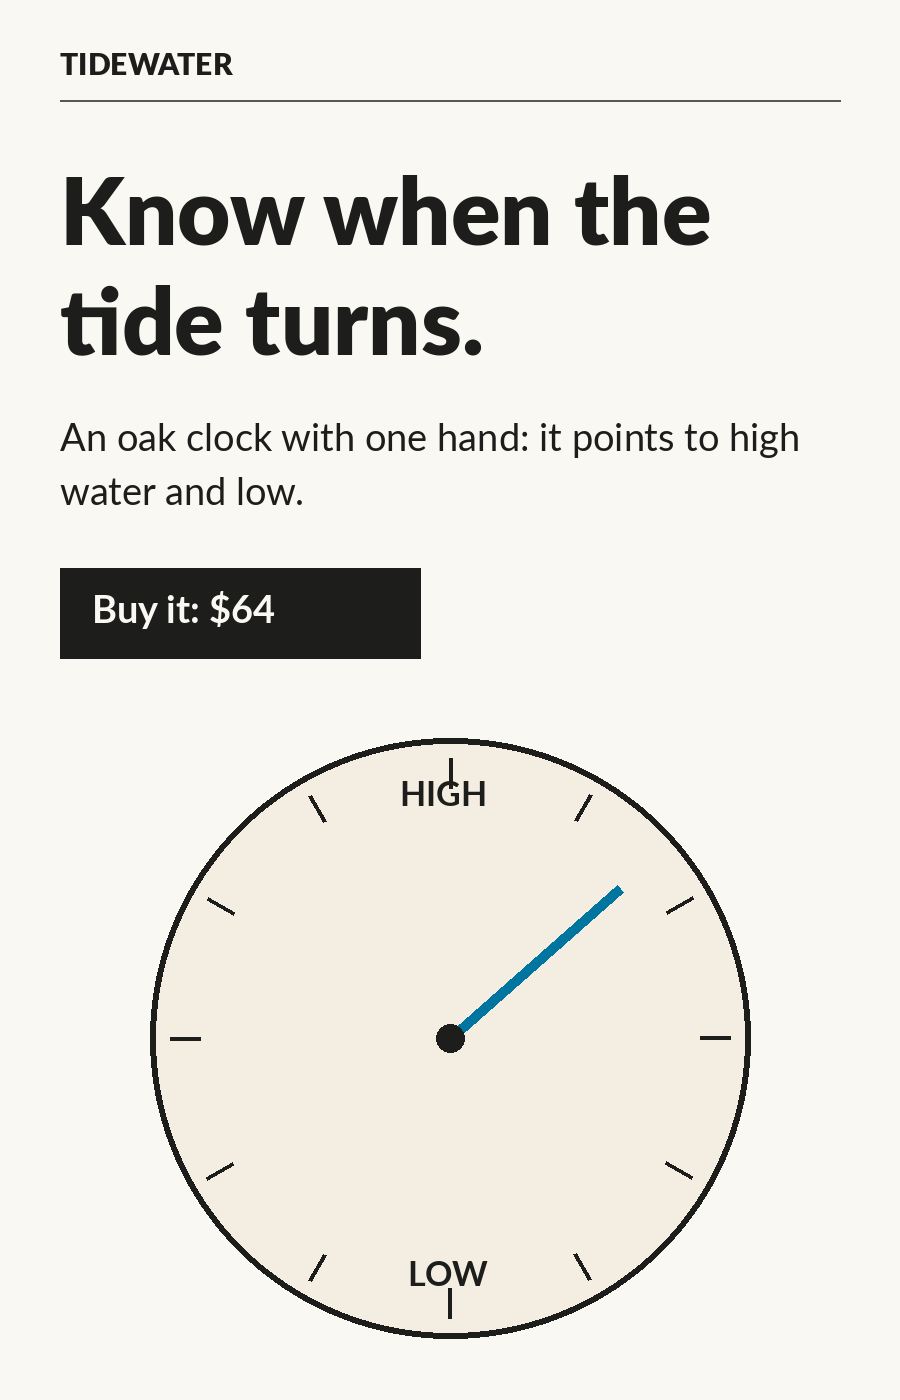 TIDEWATER
Know when the
tide turns.
An oak clock with one hand: it points to high
water and low.
Buy it: $64
HIGH
LOW